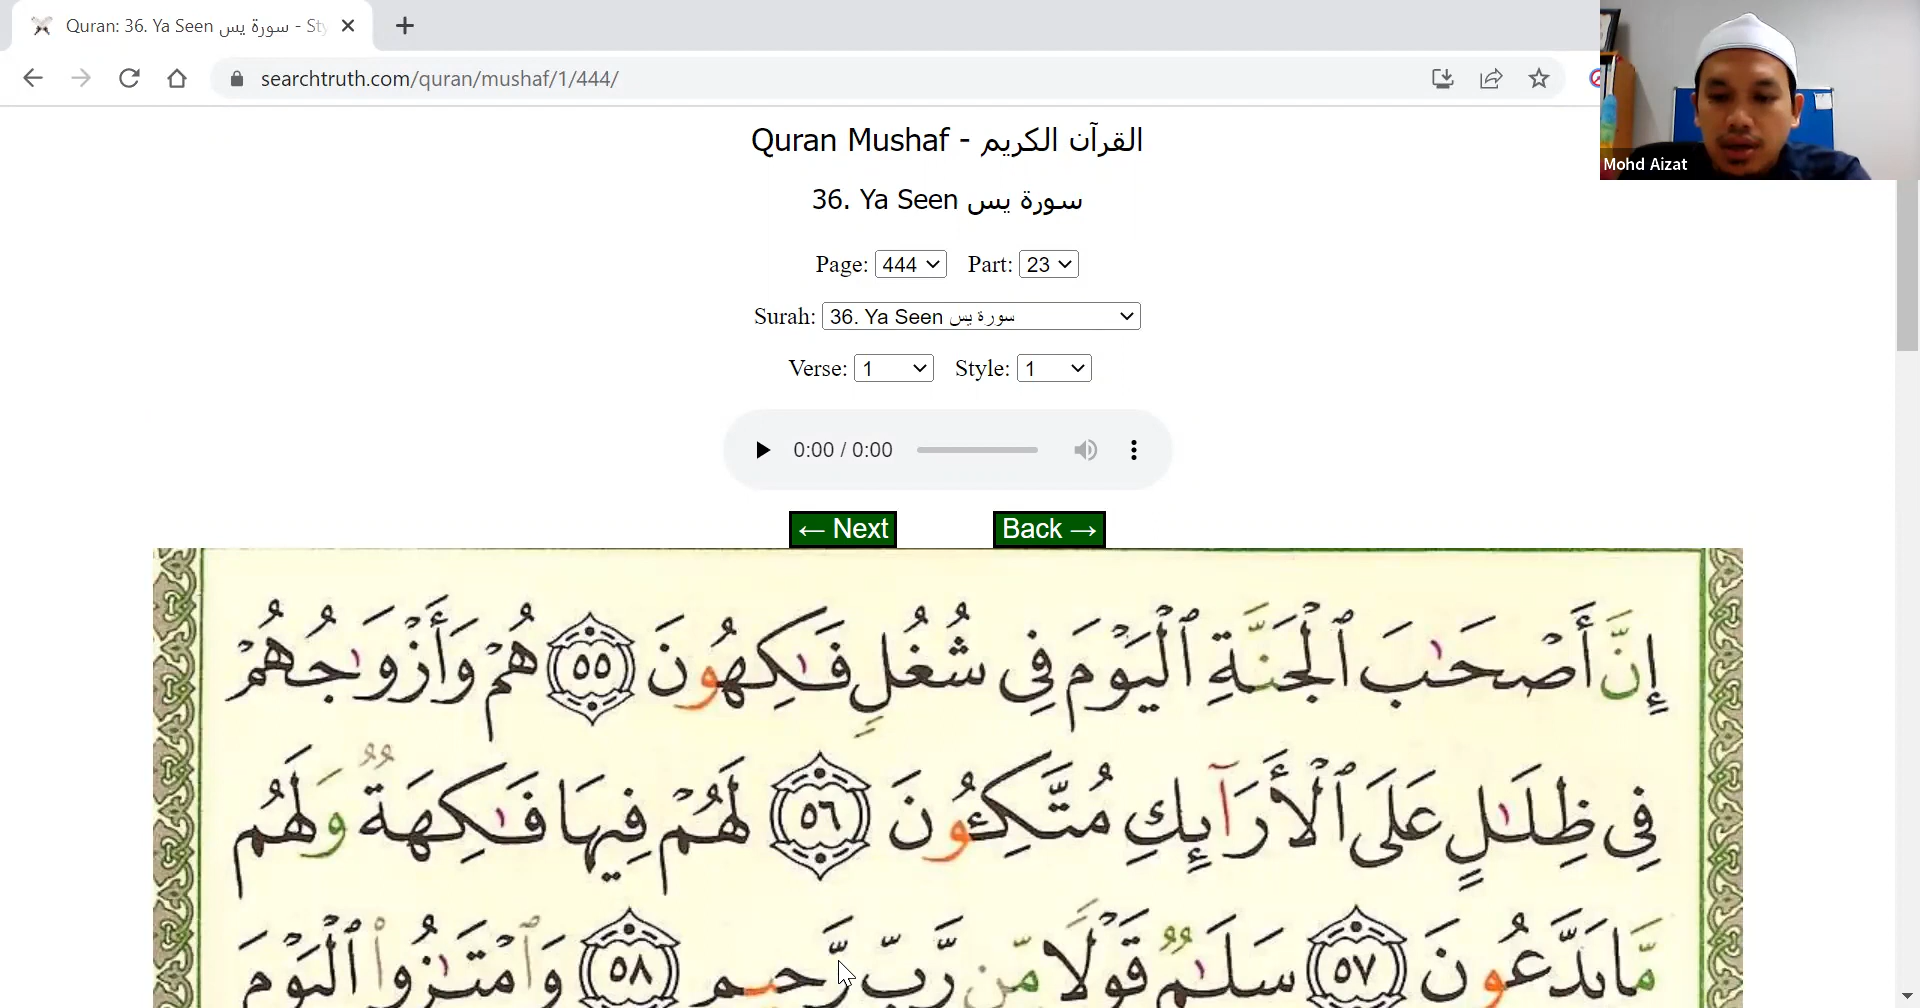 Quran: 36. Ya Seen سورة يس - St
searchtruth.com/quran/mushaf/1/444/
Mohd Aizat
Quran Mushaf - القرآن الكريم
36. Ya Seen سورة يس
Page: 444 Part: 23
Surah: 36. Ya Seen سورة يس
Verse: 1 Style: 1
0:00 / 0:00
← Next Back →
إِنَّ أَصْحَٰبَ ٱلْجَنَّةِ ٱلْيَوْمَ فِى شُغُلٍ فَٰكِهُونَ ٥٥ هُمْ وَأَزْوَٰجُهُمْ
فِى ظِلَٰلٍ عَلَى ٱلْأَرَآئِكِ مُتَّكِـُٔونَ ٥٦ لَهُمْ فِيهَا فَٰكِهَةٌ وَلَهُم
مَّا يَدَّعُونَ ٥٧ سَلَٰمٌ قَوْلًا مِّن رَّبٍّ رَّحِيمٍ ٥٨ وَٱمْتَٰزُوا۟ ٱلْيَوْمَ